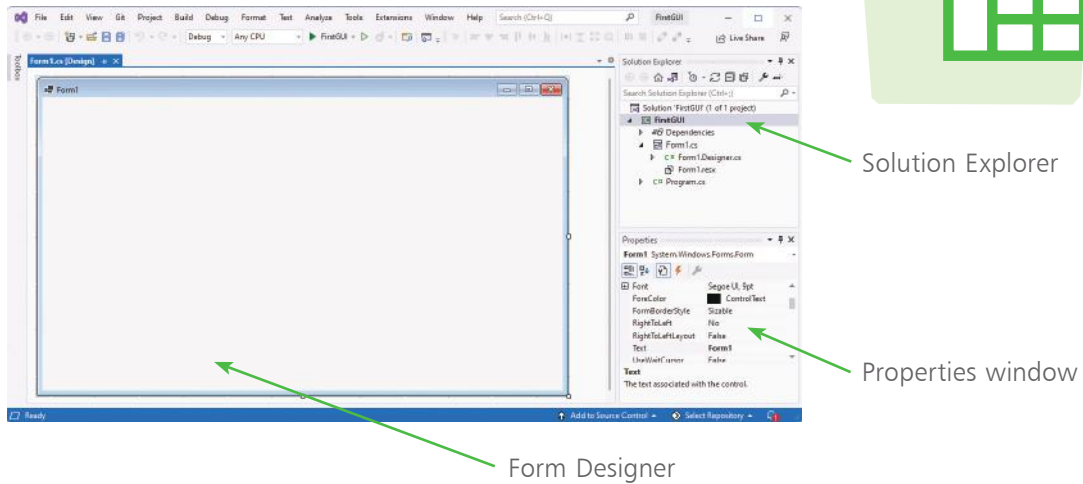 File Edit View Git Project Build Debug Format Test Analyze Tools Extensions Window Help Search (Ctrl+Q) FirstGUI
Debug Any CPU FirstGUI Live Share
Toolbox
Form1.cs [Design]
Form1
Solution Explorer
Search Solution Explorer (Ctrl+;)
Solution 'FirstGUI' (1 of 1 project)
FirstGUI
Dependencies
Form1.cs
C# Form1.Designer.cs
Form1.resx
C# Program.cs
Solution Explorer
Properties
Form1 System.Windows.Forms.Form
Font Segoe UI, 9pt
ForeColor ControlText
FormBorderStyle Sizable
RightToLeft No
RightToLeftLayout False
Text Form1
UseWaitCursor False
Text
The text associated with the control.
Properties window
Ready Add to Source Control Select Repository 1
Form Designer